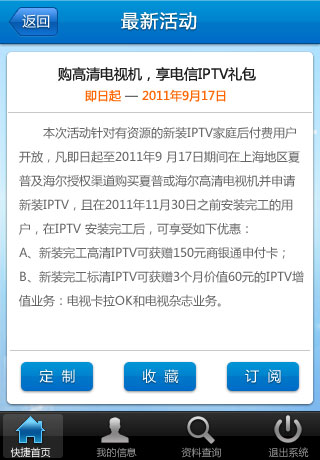 返回
最新活动
购高清电视机，享电信IPTV礼包
即日起 — 2011年9月17日
本次活动针对有资源的新装IPTV家庭后付费用户
开放，凡即日起至2011年9 月17日期间在上海地区夏
普及海尔授权渠道购买夏普或海尔高清电视机并申请
新装IPTV，且在2011年11月30日之前安装完工的用
户，在IPTV 安装完工后，可享受如下优惠：
A、新装完工高清IPTV可获赠150元商银通申付卡；
B、新装完工标清IPTV可获赠3个月价值60元的IPTV增
值业务：电视卡拉OK和电视杂志业务。
定 制
收 藏
订 阅
快捷首页
我的信息
资料查询
退出系统